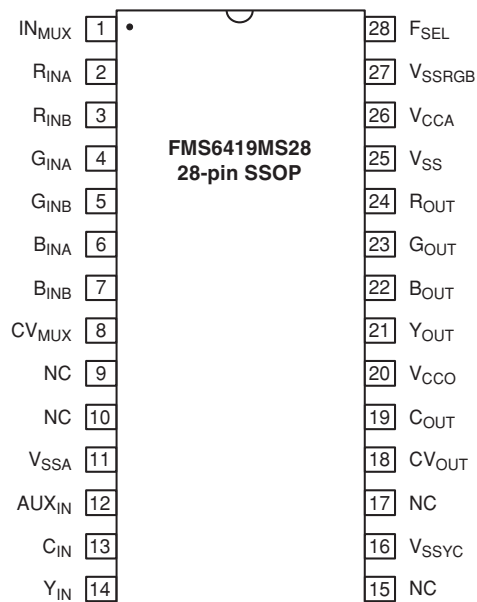 IN_MUX 1 28 F_SEL
R_INA 2 27 V_SSRGB
R_INB 3 26 V_CCA
G_INA 4 FMS6419MS28 25 V_SS
28-pin SSOP
G_INB 5 24 R_OUT
B_INA 6 23 G_OUT
B_INB 7 22 B_OUT
CV_MUX 8 21 Y_OUT
NC 9 20 V_CCO
NC 10 19 C_OUT
V_SSA 11 18 CV_OUT
AUX_IN 12 17 NC
C_IN 13 16 V_SSYC
Y_IN 14 15 NC